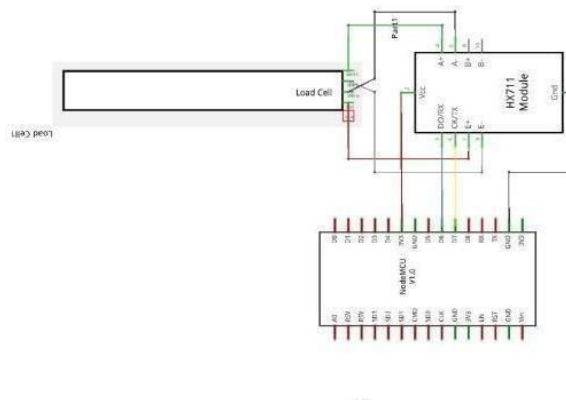 Part1
A+
A-
B+
B-
Load Cell
Vcc
HX711
Module
Gnd
DO/RX
CK/TX
E+
E-
Load Cell1
D0
D1
D2
D3
D4
3V3
GND
D5
D6
D7
D8
RX
TX
GND
3V3
NodeMCU
V1.0
A0
RSV
RSV
SD3
SD2
SD1
CMD
SD0
CLK
GND
3V3
EN
RST
GND
Vin